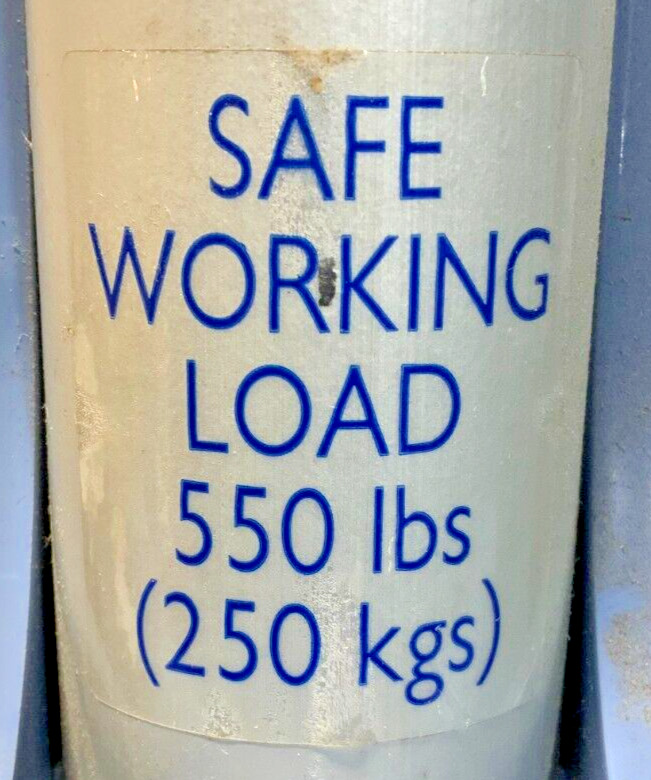 SAFE
WORKING
LOAD
550 lbs
(250 kgs)